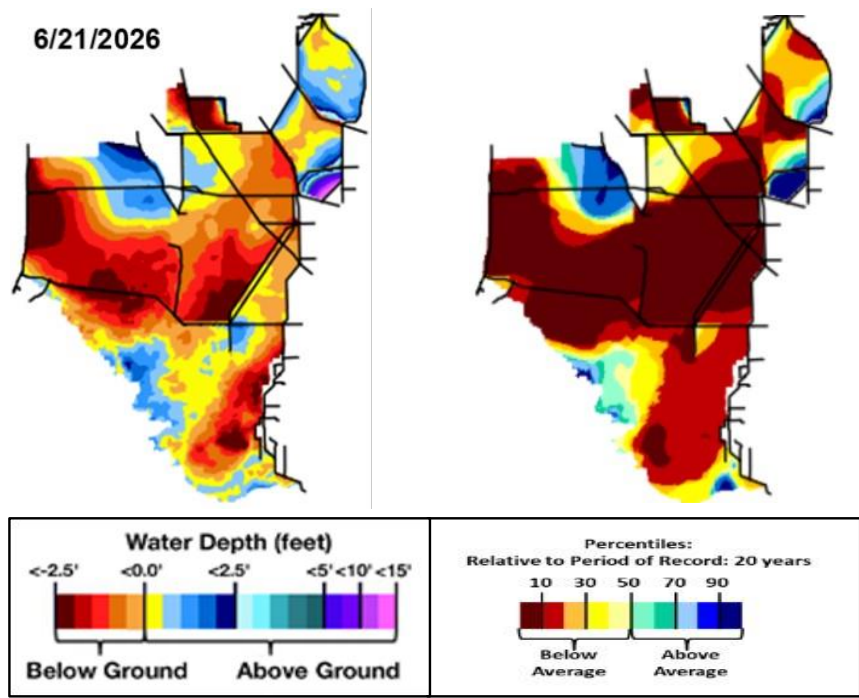 6/21/2026
Water Depth (feet)
<-2.5' <0.0' <2.5' <5' <10' <15'
Below Ground Above Ground
Percentiles:
Relative to Period of Record: 20 years
10 30 50 70 90
Below Average
Above Average